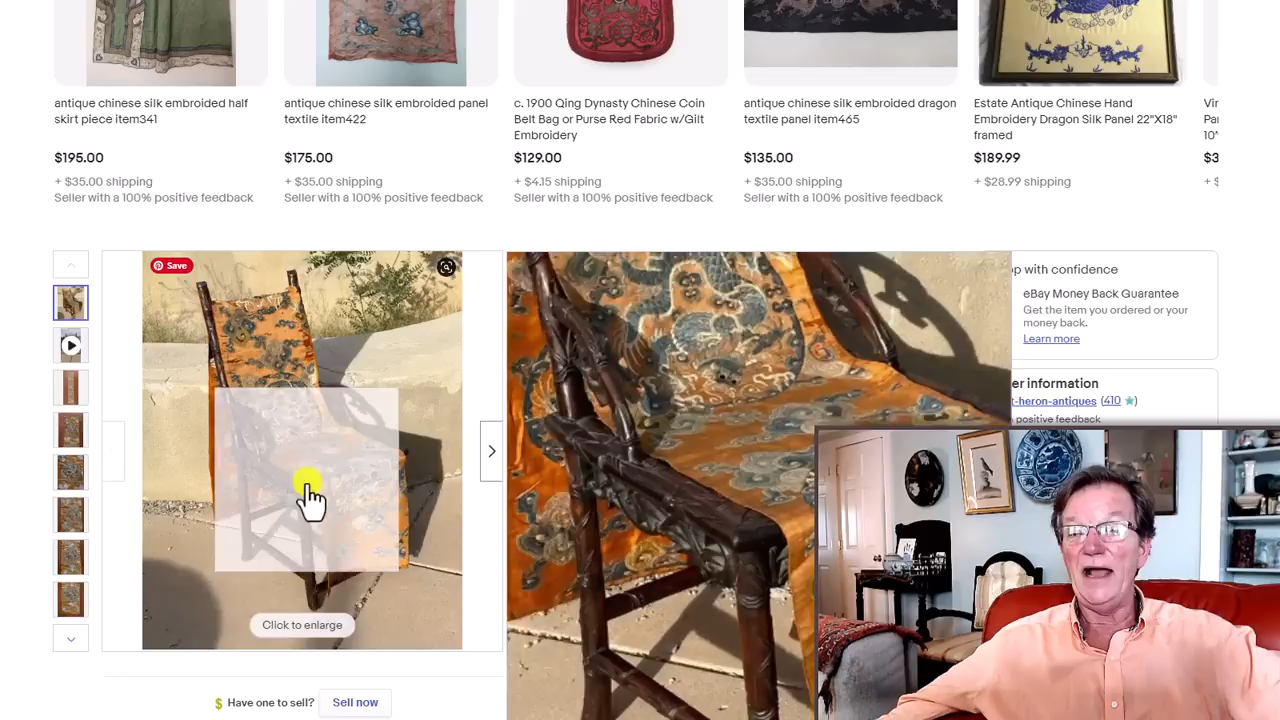 antique chinese silk embroided half
skirt piece item341
$195.00
+ $35.00 shipping
Seller with a 100% positive feedback
antique chinese silk embroided panel
textile item422
$175.00
+ $35.00 shipping
Seller with a 100% positive feedback
c. 1900 Qing Dynasty Chinese Coin
Belt Bag or Purse Red Fabric w/Gilt
Embroidery
$129.00
+ $4.15 shipping
Seller with a 100% positive feedback
antique chinese silk embroided dragon
textile panel item465
$135.00
+ $35.00 shipping
Seller with a 100% positive feedback
Estate Antique Chinese Hand
Embroidery Dragon Silk Panel 22"X18"
framed
$189.99
+ $28.99 shipping
Save
with confidence
eBay Money Back Guarantee
Get the item you ordered or your
money back.
Learn more
information
-heron-antiques (410 ★)
positive feedback
Click to enlarge
$ Have one to sell? Sell now